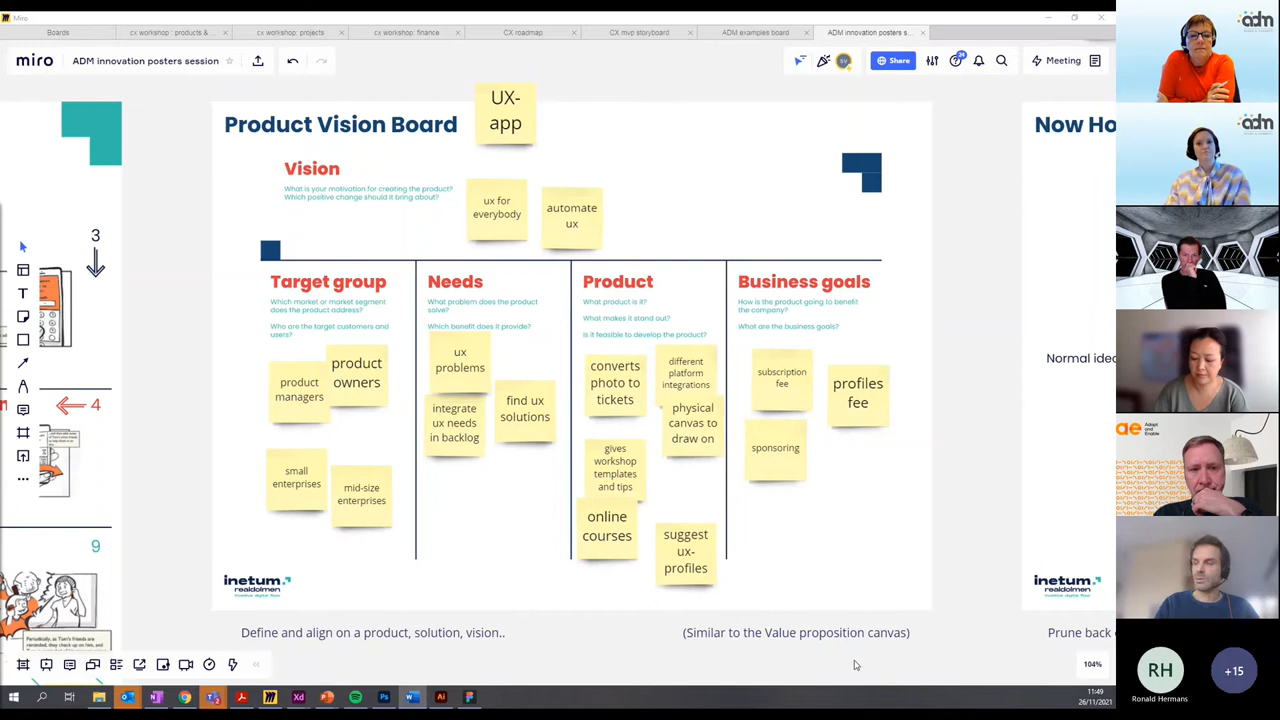 Miro
Boards
cx workshop : products & ...
cx workshop: projects
cx workshop: finance
CX roadmap
CX mvp storyboard
ADM examples board
ADM innovation posters s...
miro
ADM innovation posters session
SV
Share
Meeting
Product Vision Board
UX-
app
Now Ho
Vision
What is your motivation for creating the product?
Which positive change should it bring about?
ux for
everybody
automate
ux
3
4
9
Target group
Which market or market segment
does the product address?
Who are the target customers and
users?
product
managers
product
owners
small
enterprises
mid-size
enterprises
Needs
What problem does the product
solve?
Which benefit does it provide?
ux
problems
integrate
ux needs
in backlog
find ux
solutions
Product
What product is it?
What makes it stand out?
Is it feasible to develop the product?
converts
photo to
tickets
different
platform
integrations
physical
canvas to
draw on
gives
workshop
templates
and tips
online
courses
suggest
ux-
profiles
Business goals
How is the product going to benefit
the company?
What are the business goals?
subscription
fee
profiles
fee
sponsoring
Normal idea
inetum
realdolmen
inetum
realdolmen
Define and align on a product, solution, vision..
(Similar to the Value proposition canvas)
Prune back
104%
11:49
26/11/2021
adm
adm
ae
Adopt and
Enable
RH
Ronald Hermans
+15